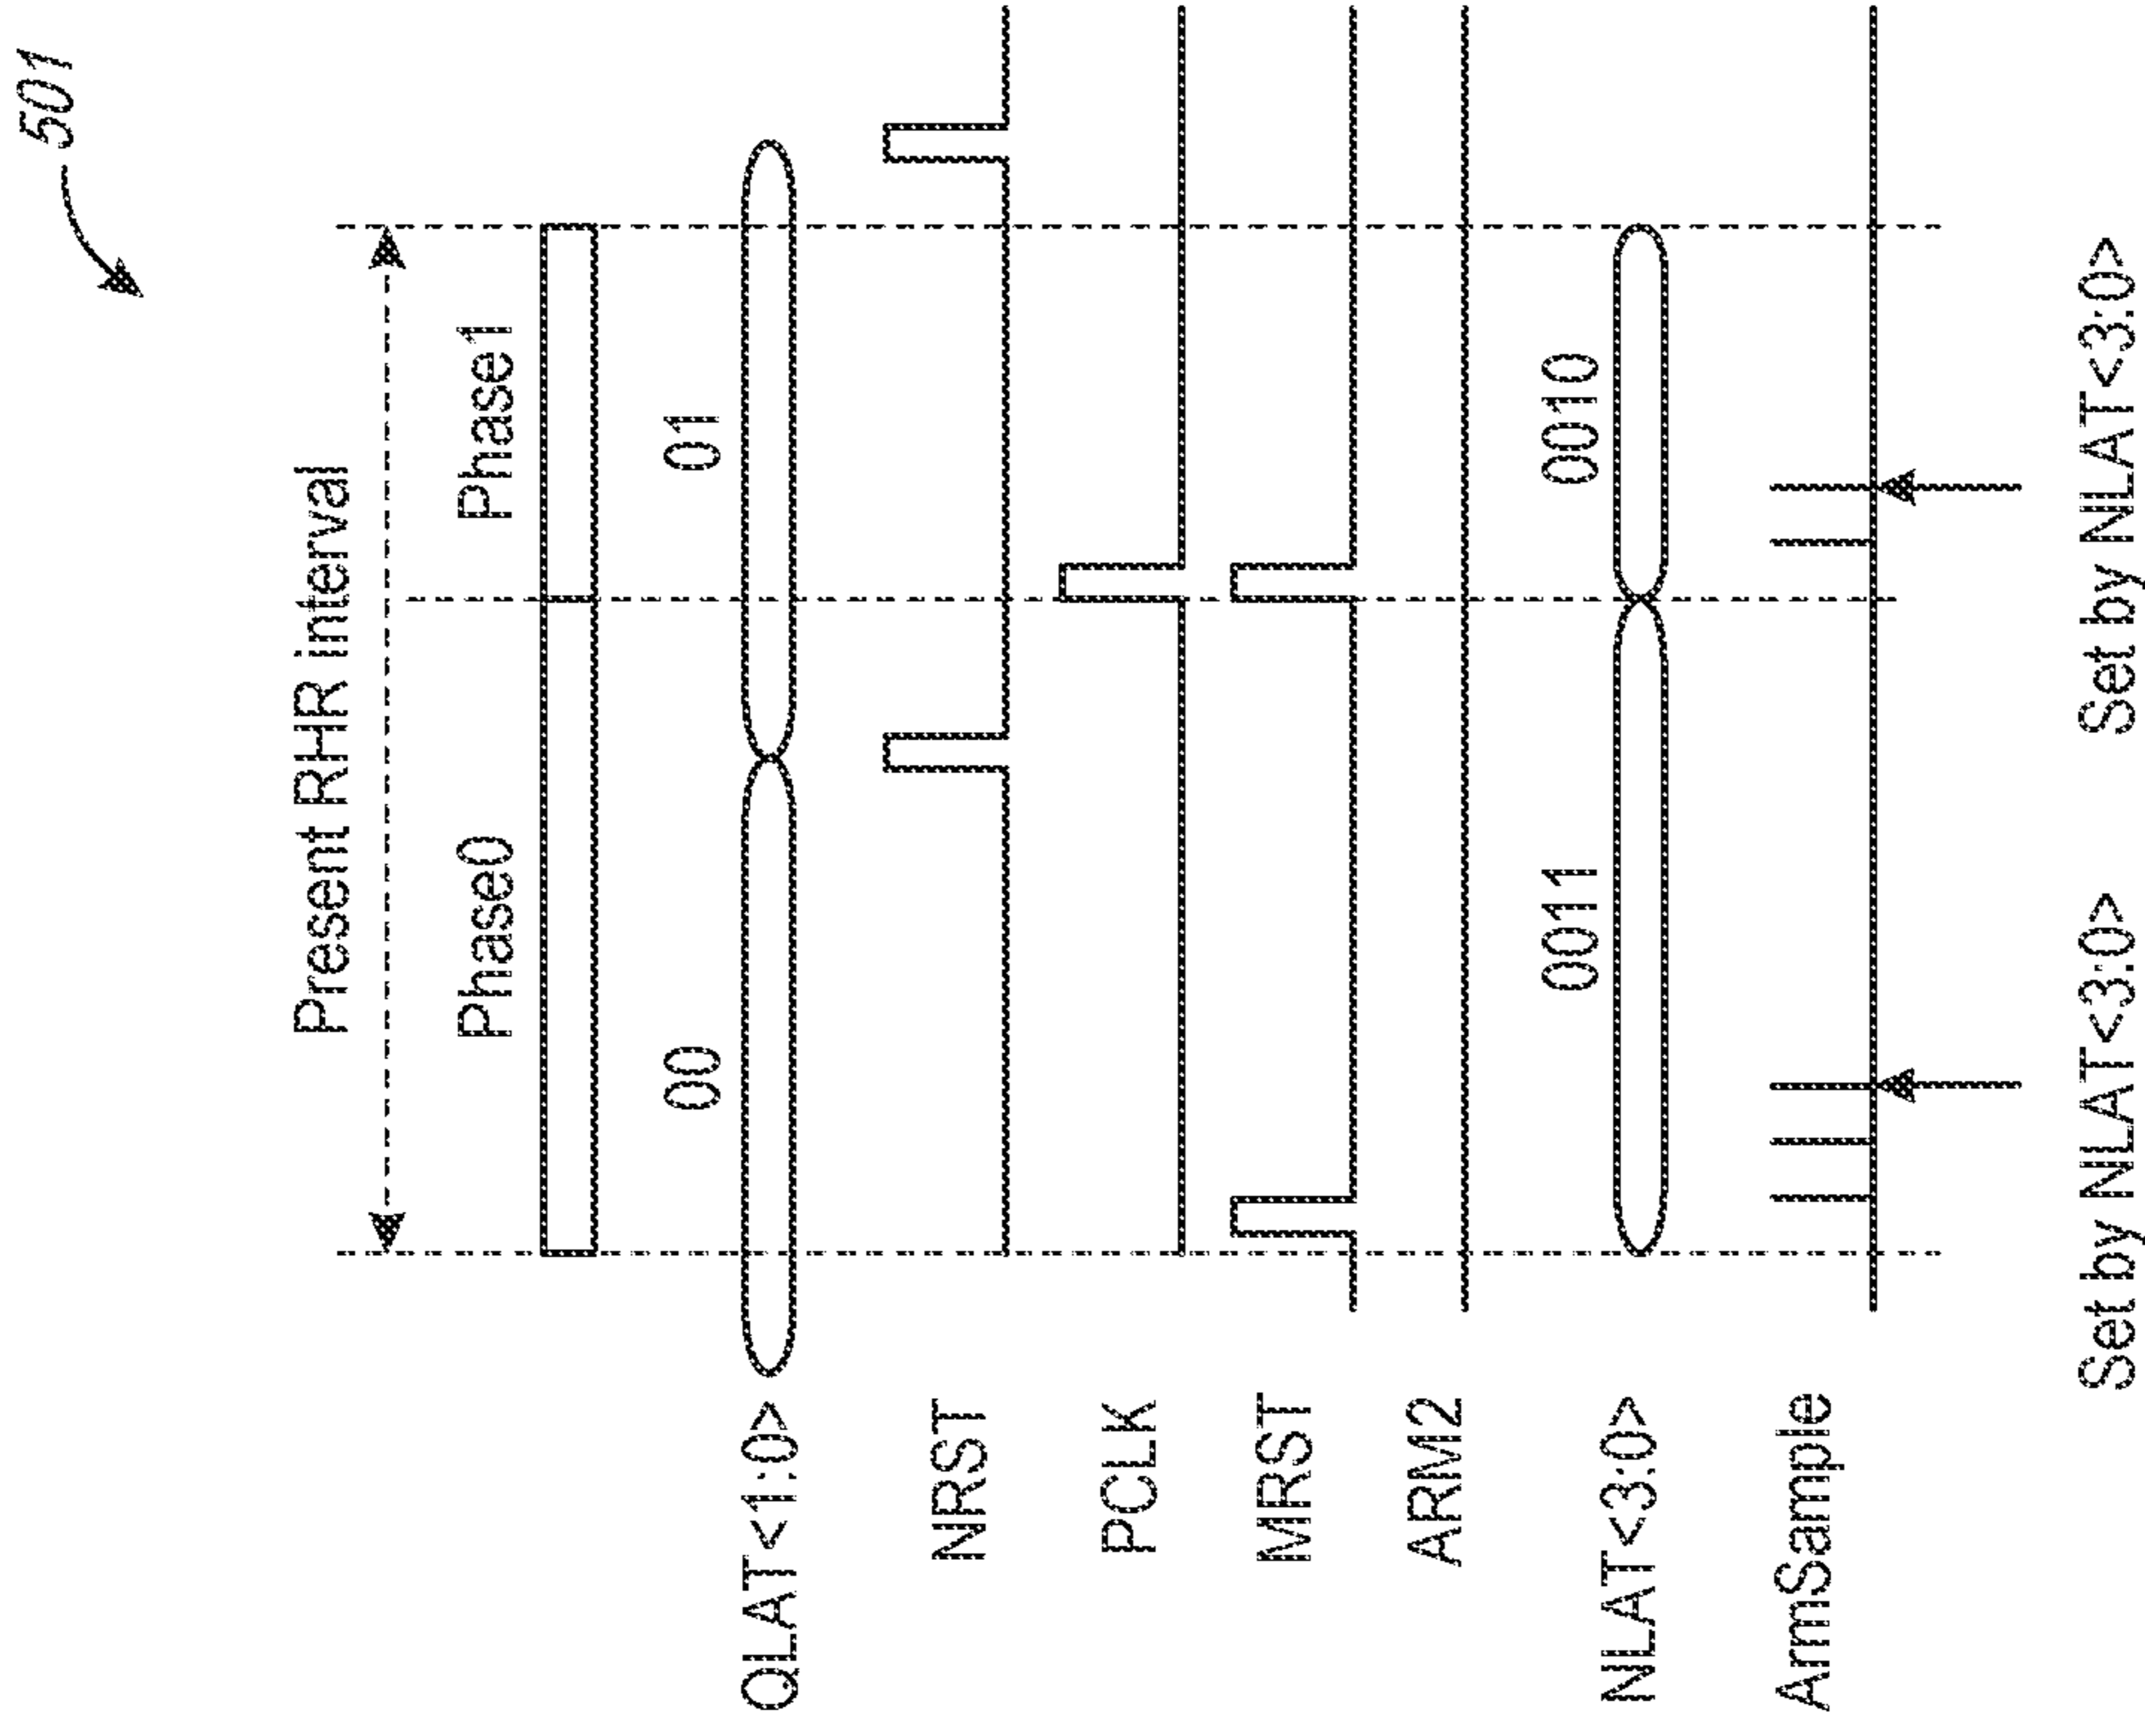 501
Present RHR interval
Phase0 Phase1
QLAT<1:0> 00 01
NRST
PCLK
MRST
ARM2
NLAT<3:0> 0011 0010
ArmSample
Set by NLAT<3:0> Set by NLAT<3:0>